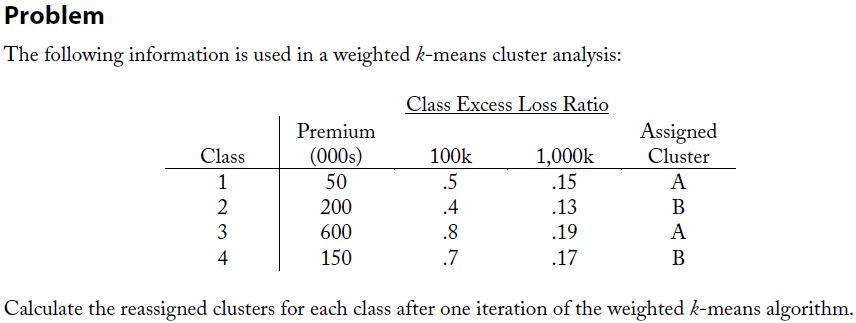 Problem
The following information is used in a weighted k-means cluster analysis:
Class Excess Loss Ratio
Premium Assigned
Class (000s) 100k 1,000k Cluster
1 50 .5 .15 A
2 200 .4 .13 B
3 600 .8 .19 A
4 150 .7 .17 B
Calculate the reassigned clusters for each class after one iteration of the weighted k-means algorithm.